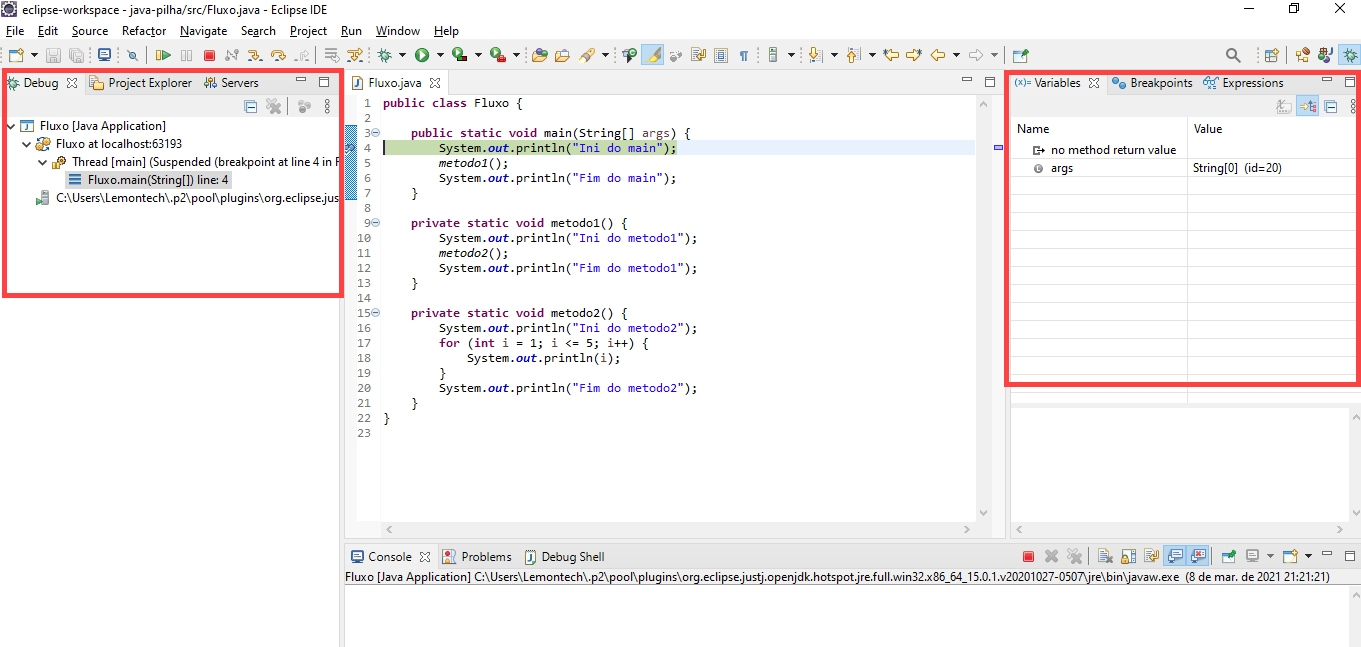 eclipse-workspace - java-pilha/src/Fluxo.java - Eclipse IDE
File Edit Source Refactor Navigate Search Project Run Window Help
Debug Project Explorer Servers
Fluxo [Java Application]
Fluxo at localhost:63193
Thread [main] (Suspended (breakpoint at line 4 in F
Fluxo.main(String[]) line: 4
C:\Users\Lemontech\.p2\pool\plugins\org.eclipse.jus
Fluxo.java
1 public class Fluxo {
2
3 public static void main(String[] args) {
4 System.out.println("Ini do main");
5 metodo1();
6 System.out.println("Fim do main");
7 }
8
9 private static void metodo1() {
10 System.out.println("Ini do metodo1");
11 metodo2();
12 System.out.println("Fim do metodo1");
13 }
14
15 private static void metodo2() {
16 System.out.println("Ini do metodo2");
17 for (int i = 1; i <= 5; i++) {
18 System.out.println(i);
19 }
20 System.out.println("Fim do metodo2");
21 }
22 }
23
(x)= Variables Breakpoints Expressions
Name Value
no method return value
args String[0] (id=20)
Console Problems Debug Shell
Fluxo [Java Application] C:\Users\Lemontech\.p2\pool\plugins\org.eclipse.justj.openjdk.hotspot.jre.full.win32.x86_64_15.0.1.v20201027-0507\jre\bin\javaw.exe (8 de mar. de 2021 21:21:21)